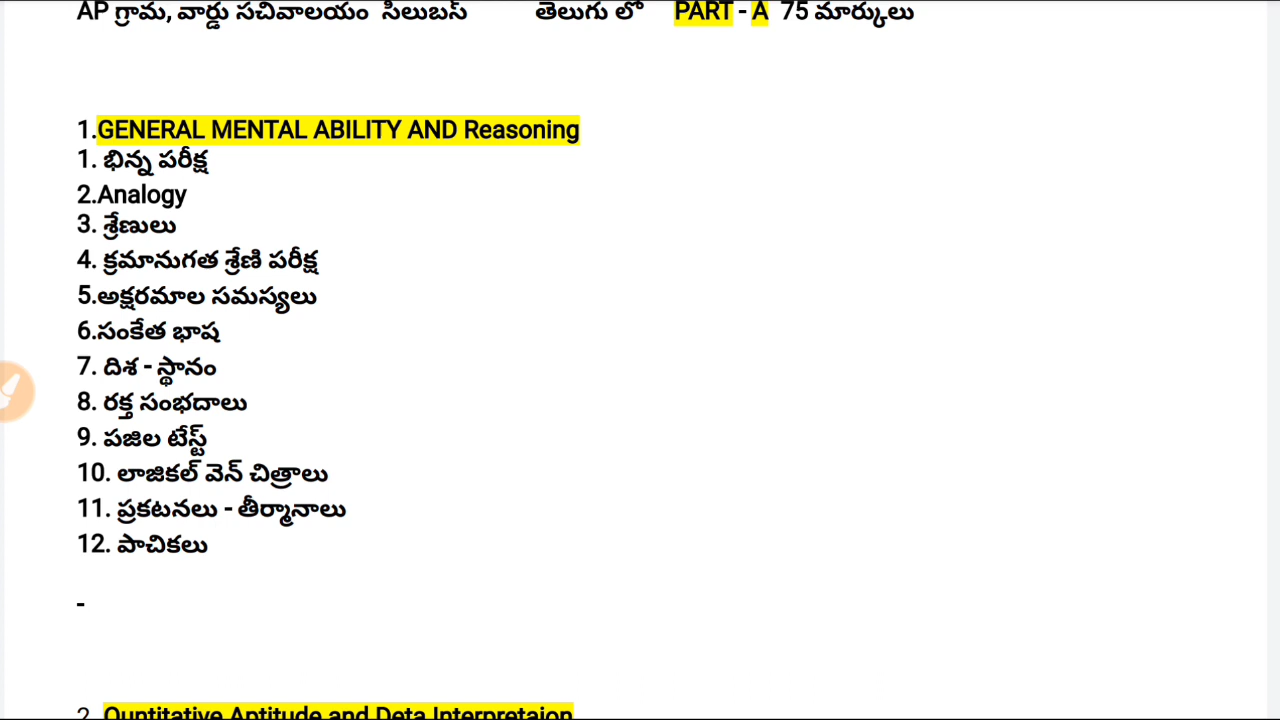 AP గ్రామ, వార్డు సచివాలయం సిలుబస్ తెలుగు లో PART - A 75 మార్కులు
1.GENERAL MENTAL ABILITY AND Reasoning
1. భిన్న పరీక్ష
2.Analogy
3. శ్రేణులు
4. క్రమానుగత శ్రేణి పరీక్ష
5.అక్షరమాల సమస్యలు
6.సంకేత భాష
7. దిశ - స్థానం
8. రక్త సంభదాలు
9. పజిల టేస్ట్
10. లాజికల్ వెన్ చిత్రాలు
11. ప్రకటనలు - తీర్మానాలు
12. పాచికలు
-
2. Quntitative Aptitude and Deta Interpretaion